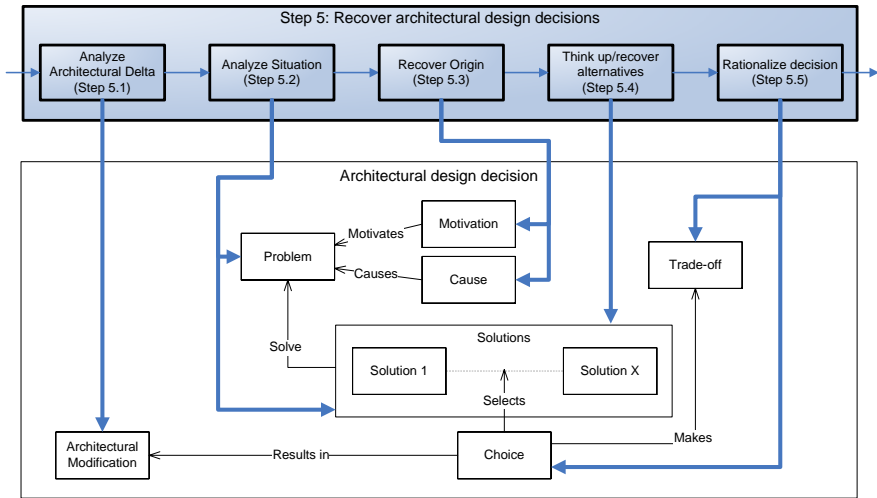 Step 5: Recover architectural design decisions
Analyze
Architectural Delta
(Step 5.1)
Analyze Situation
(Step 5.2)
Recover Origin
(Step 5.3)
Think up/recover
alternatives
(Step 5.4)
Rationalize decision
(Step 5.5)
Architectural design decision
Motivation
Motivates
Problem
Trade-off
Causes
Cause
Solutions
Solve
Solution 1
Solution X
Selects
Makes
Architectural
Modification
Results in
Choice